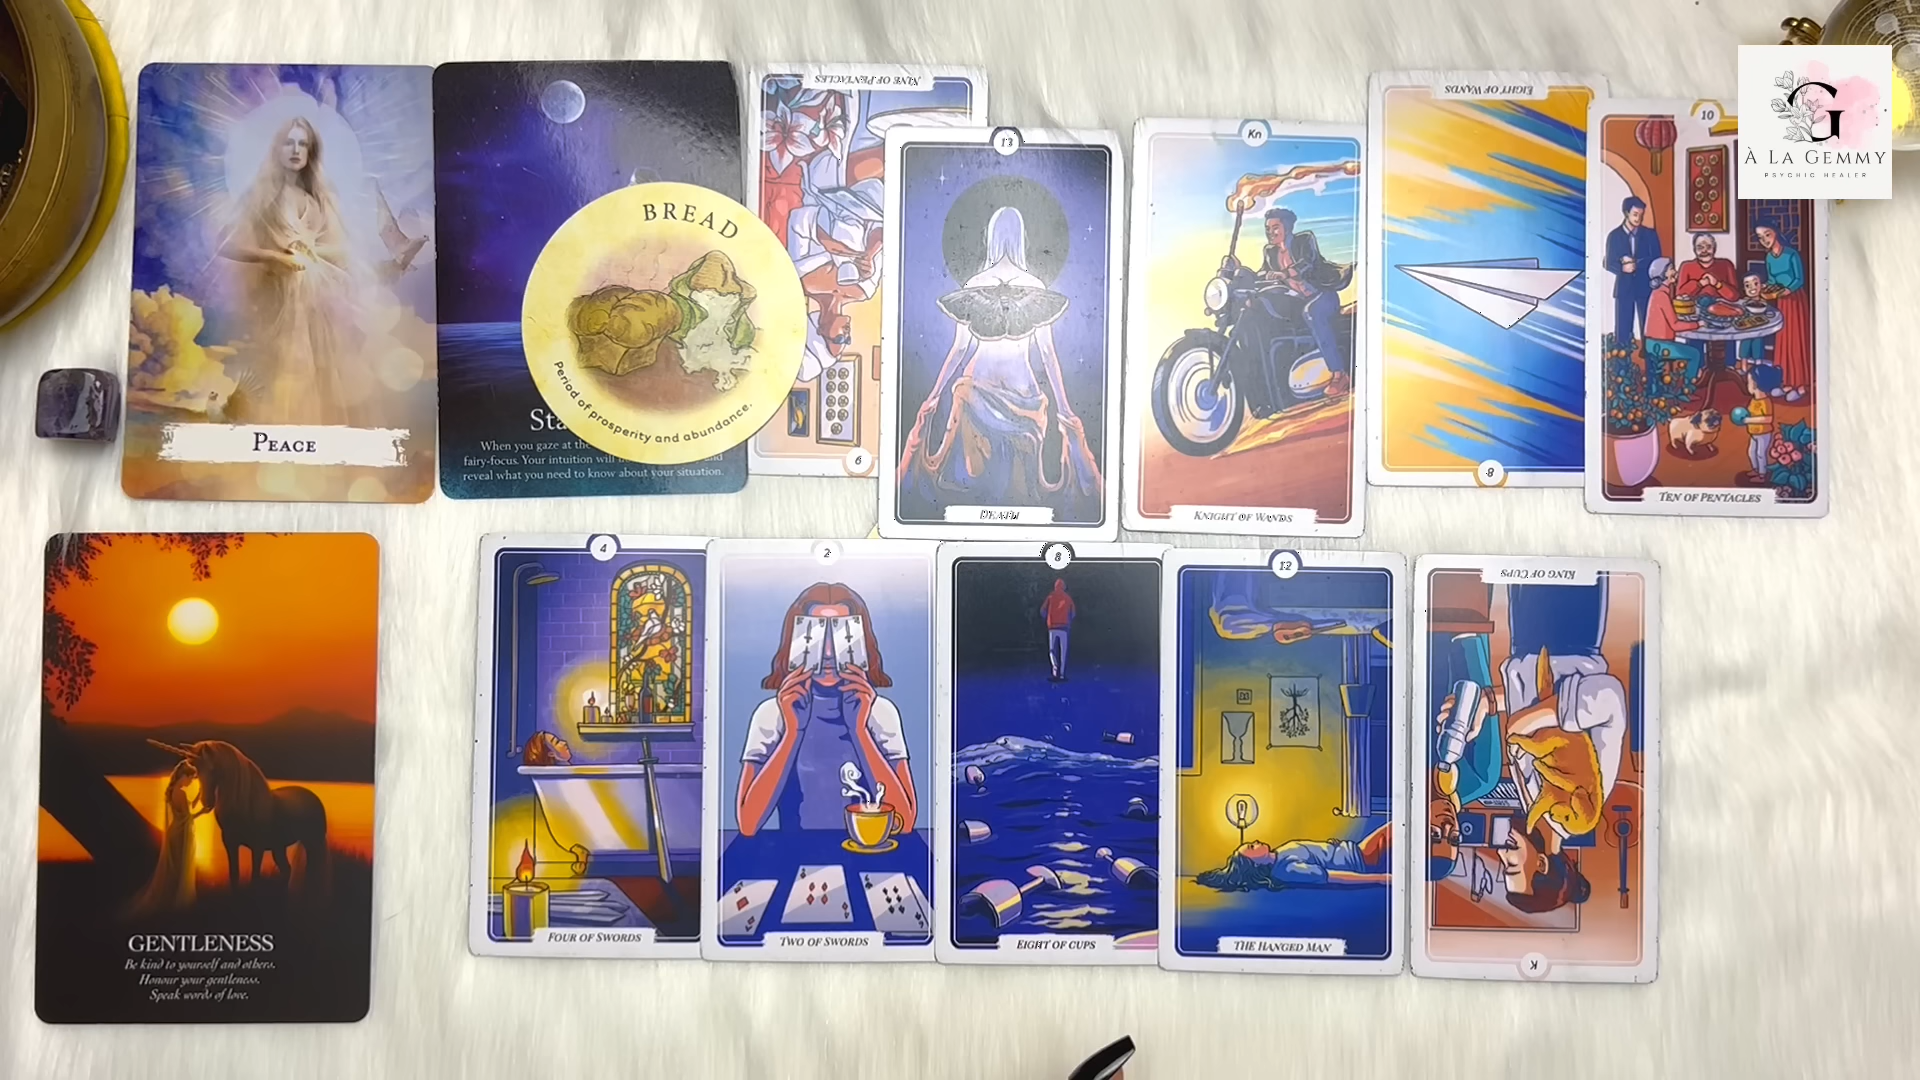 PEACE
Sta
When you gaze at the
fairy-focus. Your intuition will
reveal what you need to know about your situation.
BREAD
Period of prosperity and abundance.
NINE OF PENTACLES
9
13
DEATH
Kn
KNIGHT OF WANDS
EIGHT OF WANDS
8
10
TEN OF PENTACLES
G
À LA GEMMY
PSYCHIC HEALER
GENTLENESS
Be kind to yourself and others.
Honour your gentleness.
Speak words of love.
4
FOUR OF SWORDS
2
TWO OF SWORDS
8
EIGHT OF CUPS
12
THE HANGED MAN
KING OF CUPS
K